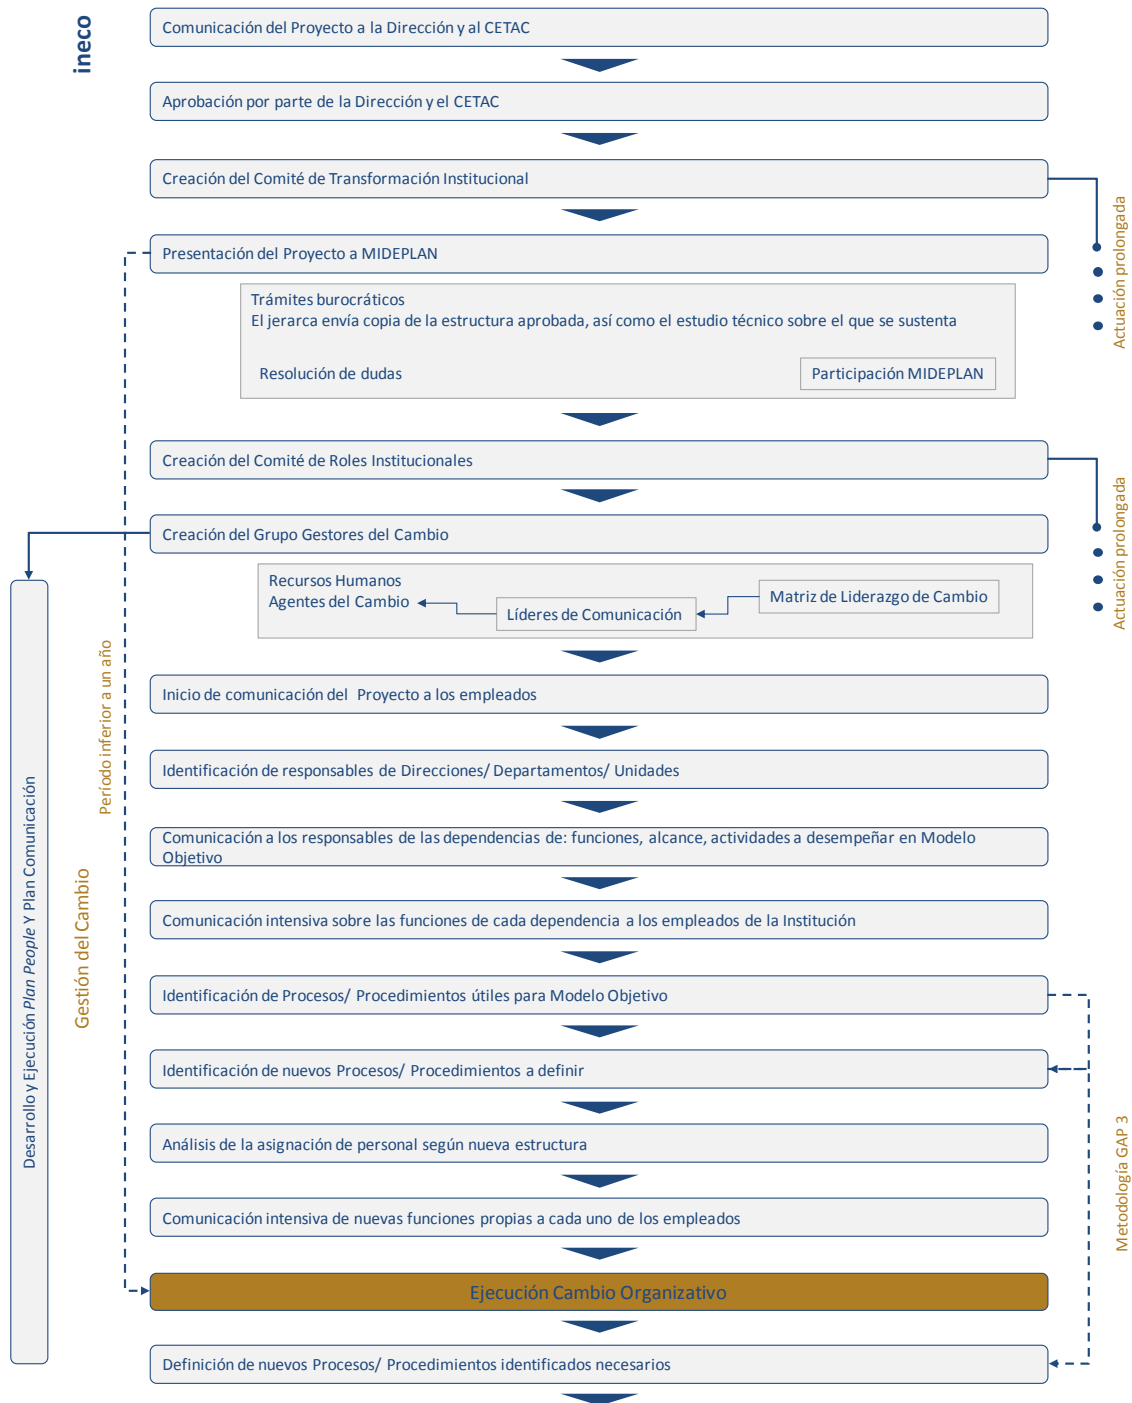 ineco
Comunicación del Proyecto a la Dirección y al CETAC
Aprobación por parte de la Dirección y el CETAC
Creación del Comité de Transformación Institucional
Actuación prolongada
Presentación del Proyecto a MIDEPLAN
Trámites burocráticos
El jerarca envía copia de la estructura aprobada, así como el estudio técnico sobre el que se sustenta
Resolución de dudas
Participación MIDEPLAN
Creación del Comité de Roles Institucionales
Actuación prolongada
Creación del Grupo Gestores del Cambio
Recursos Humanos
Agentes del Cambio
Líderes de Comunicación
Matriz de Liderazgo de Cambio
Inicio de comunicación del Proyecto a los empleados
Identificación de responsables de Direcciones/ Departamentos/ Unidades
Comunicación a los responsables de las dependencias de: funciones, alcance, actividades a desempeñar en Modelo
Objetivo
Comunicación intensiva sobre las funciones de cada dependencia a los empleados de la Institución
Identificación de Procesos/ Procedimientos útiles para Modelo Objetivo
Identificación de nuevos Procesos/ Procedimientos a definir
Análisis de la asignación de personal según nueva estructura
Comunicación intensiva de nuevas funciones propias a cada uno de los empleados
Ejecución Cambio Organizativo
Definición de nuevos Procesos/ Procedimientos identificados necesarios
Desarrollo y Ejecución Plan People Y Plan Comunicación
Gestión del Cambio
Período inferior a un año
Metodología GAP 3